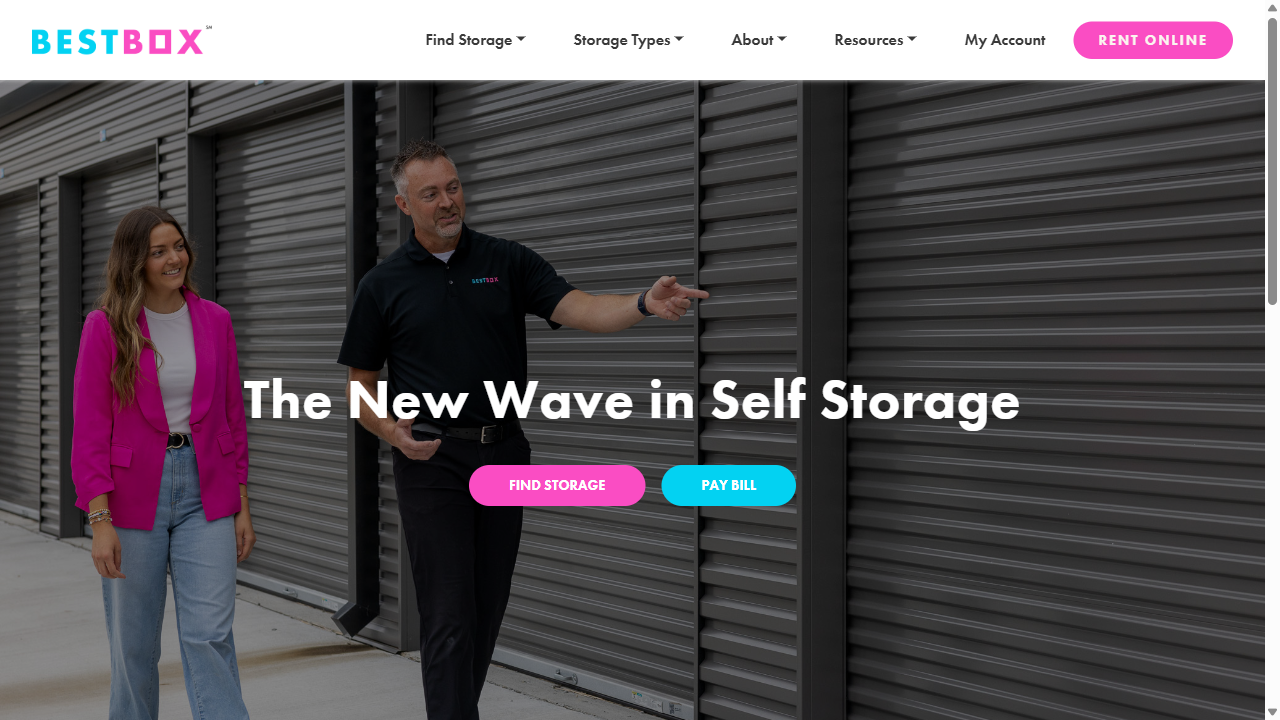 BESTBOX℠
Find Storage
Storage Types
About
Resources
My Account
RENT ONLINE
BESTBOX
The New Wave in Self Storage
FIND STORAGE
PAY BILL